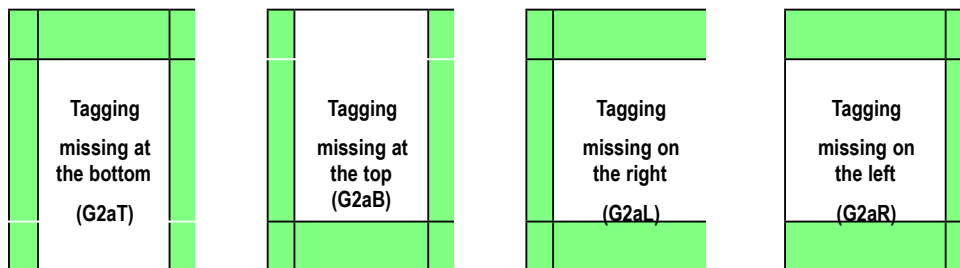 Tagging
missing at
the bottom
(G2aT)
Tagging
missing at
the top
(G2aB)
Tagging
missing on
the right
(G2aL)
Tagging
missing on
the left
(G2aR)